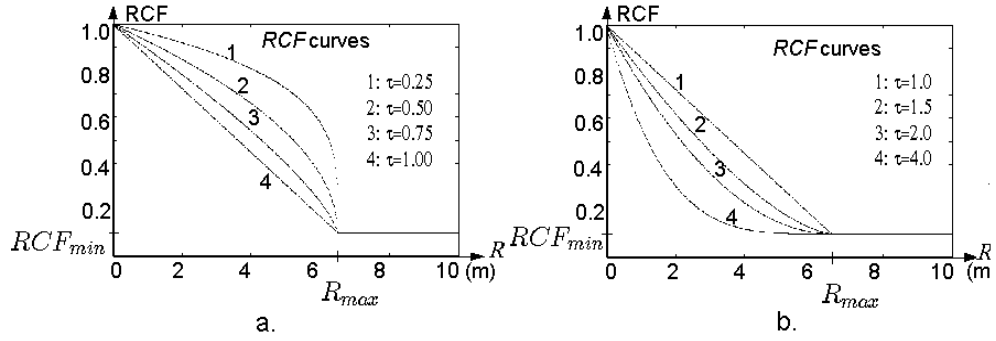 RCF
1.0
RCF curves
0.8
0.6
0.4
0.2
RCF_min
1
2
3
4
1: τ=0.25
2: τ=0.50
3: τ=0.75
4: τ=1.00
0 2 4 6 8 10 (m)
R
R_max
a.
RCF
1.0
RCF curves
0.8
0.6
0.4
0.2
RCF_min
1
2
3
4
1: τ=1.0
2: τ=1.5
3: τ=2.0
4: τ=4.0
0 2 4 6 8 10 (m
R
R_max
b.